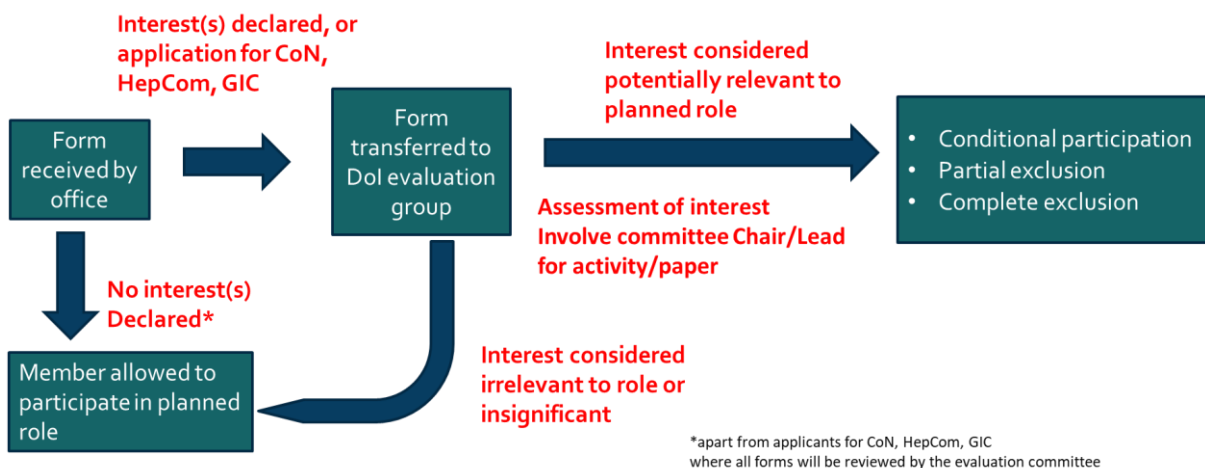 Interest(s) declared, or
application for CoN,
HepCom, GIC
Interest considered
potentially relevant to
planned role
Form
received by
office
Form
transferred to
DoI evaluation
group
• Conditional participation
• Partial exclusion
• Complete exclusion
Assessment of interest
Involve committee Chair/Lead
for activity/paper
No interest(s)
Declared*
Member allowed to
participate in planned
role
Interest considered
irrelevant to role or
insignificant
*apart from applicants for CoN, HepCom, GIC
where all forms will be reviewed by the evaluation committee